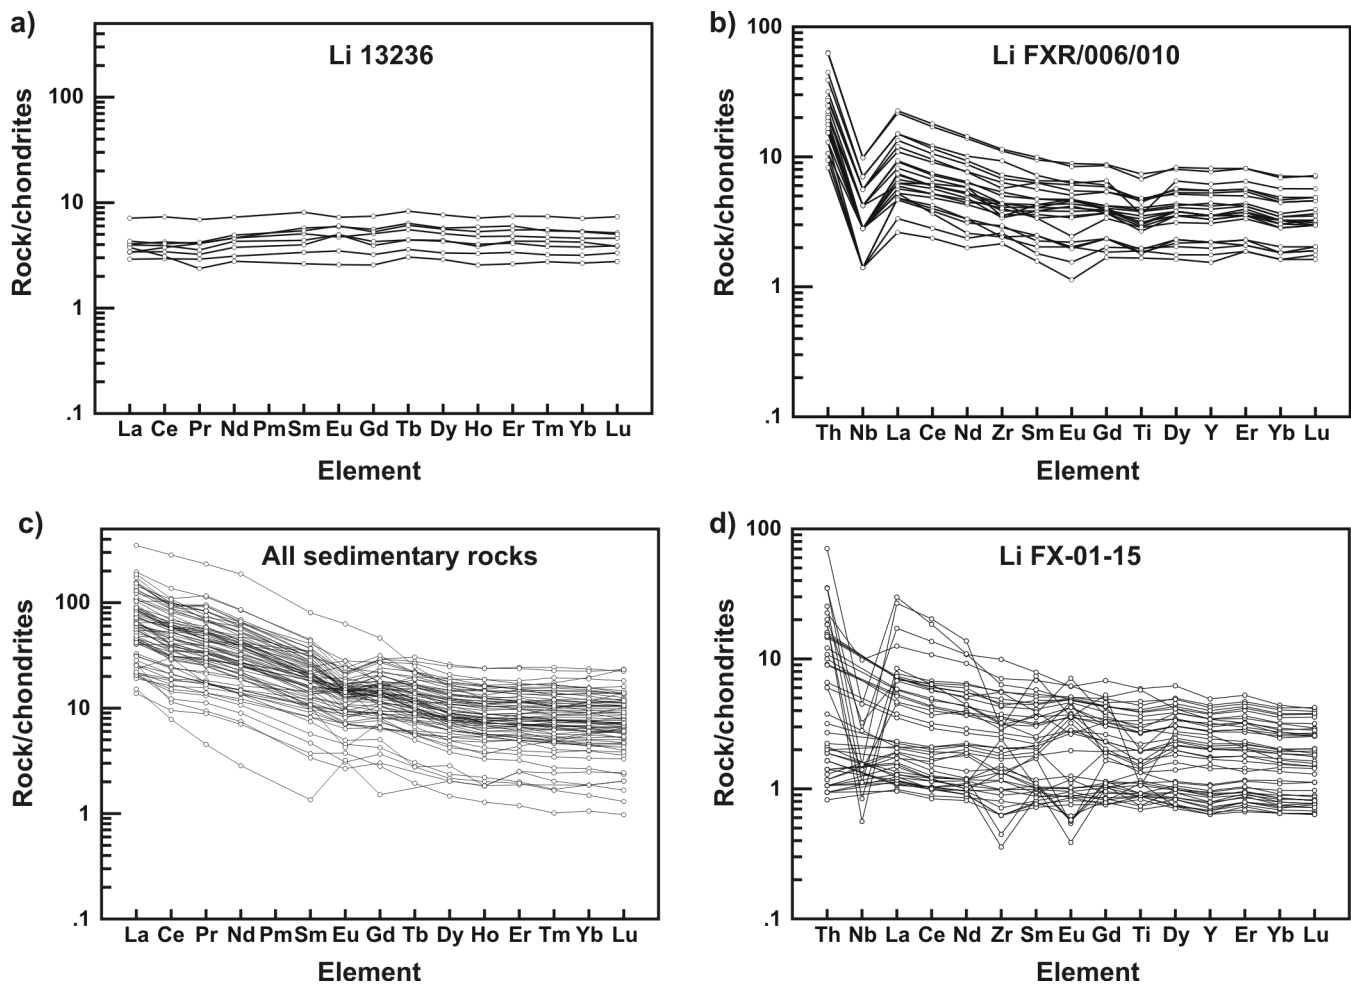 a)
Li 13236
Rock/chondrites
100
10
1
.1
La Ce Pr Nd Pm Sm Eu Gd Tb Dy Ho Er Tm Yb Lu
Element
b)
Li FXR/006/010
Rock/chondrites
100
10
1
.1
Th Nb La Ce Nd Zr Sm Eu Gd Ti Dy Y Er Yb Lu
Element
c)
All sedimentary rocks
Rock/chondrites
100
10
1
.1
La Ce Pr Nd Pm Sm Eu Gd Tb Dy Ho Er Tm Yb Lu
Element
d)
Li FX-01-15
Rock/chondrites
100
10
1
.1
Th Nb La Ce Nd Zr Sm Eu Gd Ti Dy Y Er Yb Lu
Element